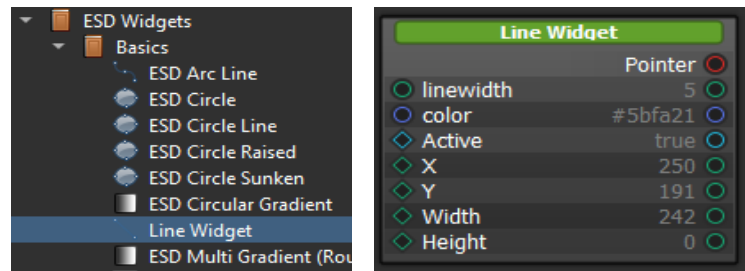 ESD Widgets
Basics
ESD Arc Line
ESD Circle
ESD Circle Line
ESD Circle Raised
ESD Circle Sunken
ESD Circular Gradient
Line Widget
ESD Multi Gradient (Rou
Line Widget
Pointer
linewidth 5
color #5bfa21
Active true
X 250
Y 191
Width 242
Height 0